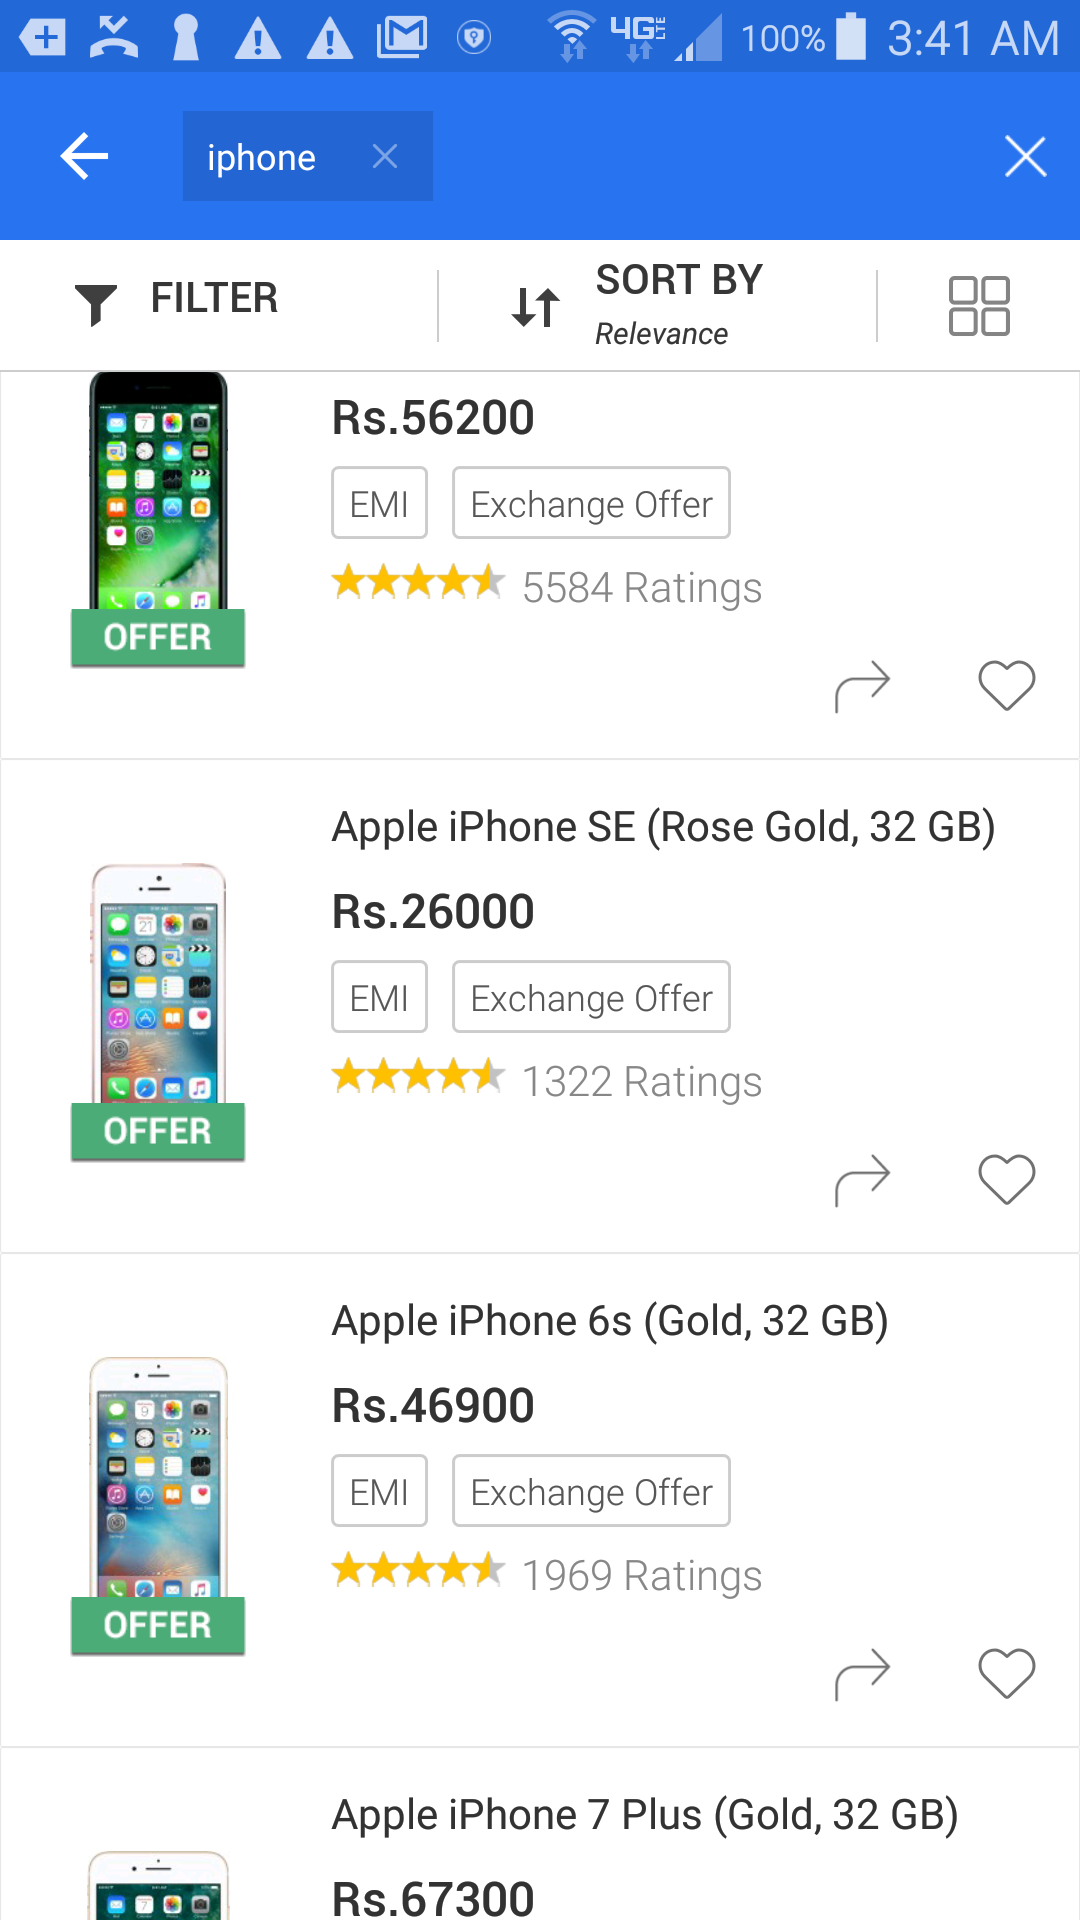 4G LTE 100% 3:41 AM
iphone
FILTER
SORT BY
Relevance
Rs.56200
EMI Exchange Offer
5584 Ratings
OFFER
Apple iPhone SE (Rose Gold, 32 GB)
Rs.26000
EMI Exchange Offer
1322 Ratings
OFFER
Apple iPhone 6s (Gold, 32 GB)
Rs.46900
EMI Exchange Offer
1969 Ratings
OFFER
Apple iPhone 7 Plus (Gold, 32 GB)
Rs.67300